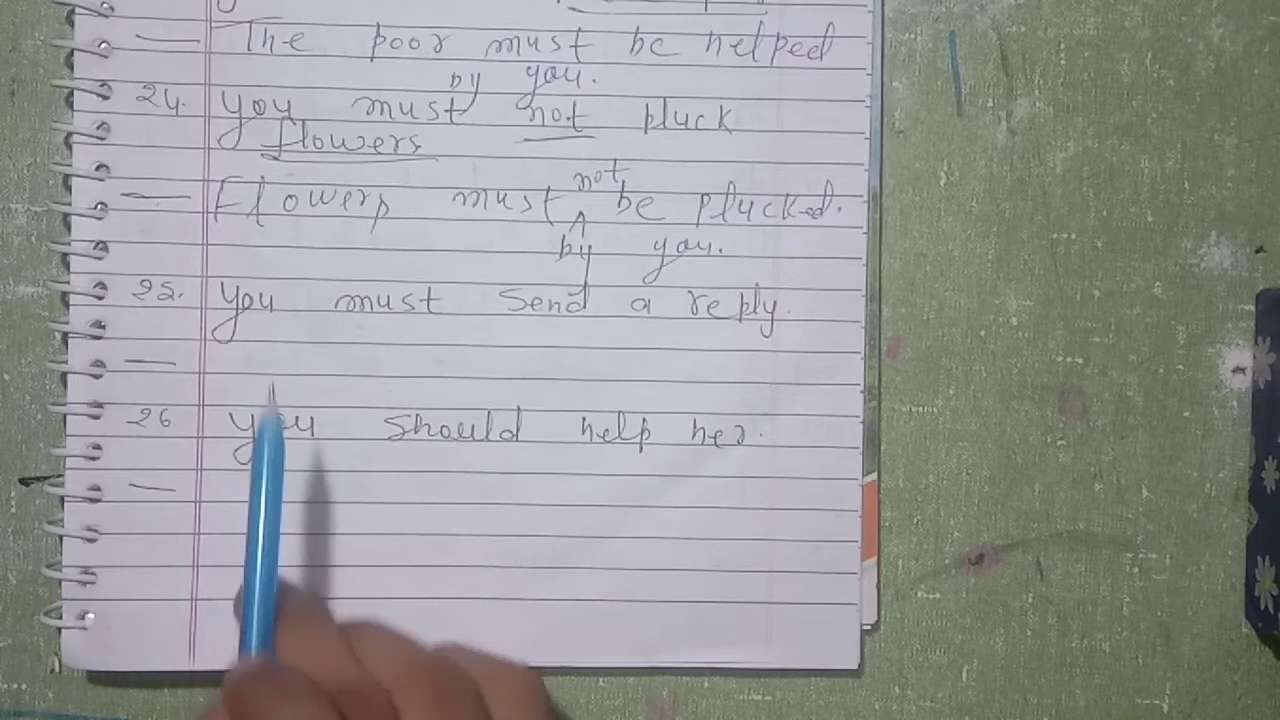 — The poor must be helped
by you.
24. you must not pluck
flowers
— Flowers must not be plucked.
by you.
25. you must send a reply.
—
26. you should help her.
—